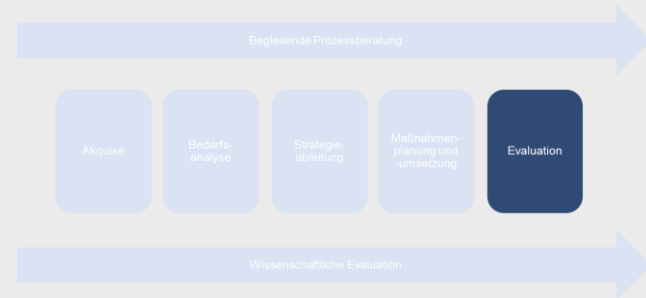 Begleitende Prozessberatung
Akquise
Bedarfs-
analyse
Strategie-
ableitung
Maßnahmen-
planung und
-umsetzung
Evaluation
Wissenschaftliche Evaluation